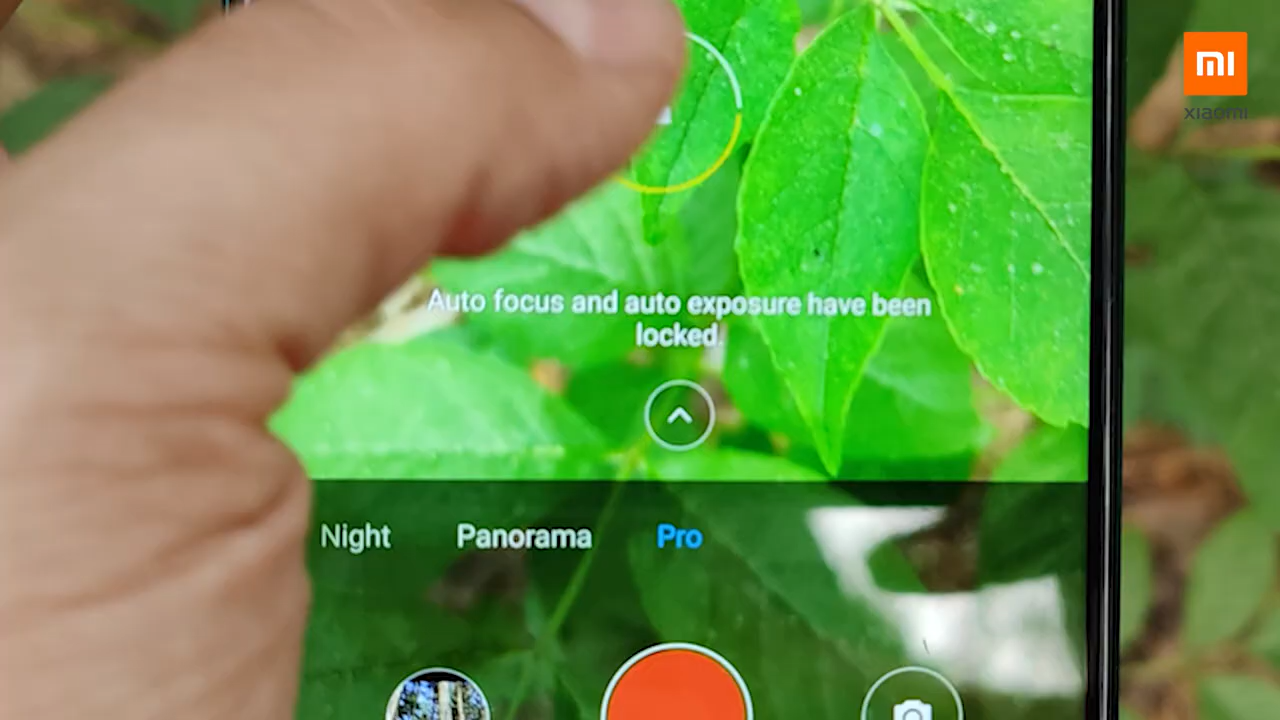 mi
xiaomi
Auto focus and auto exposure have been
locked.
Night Panorama Pro